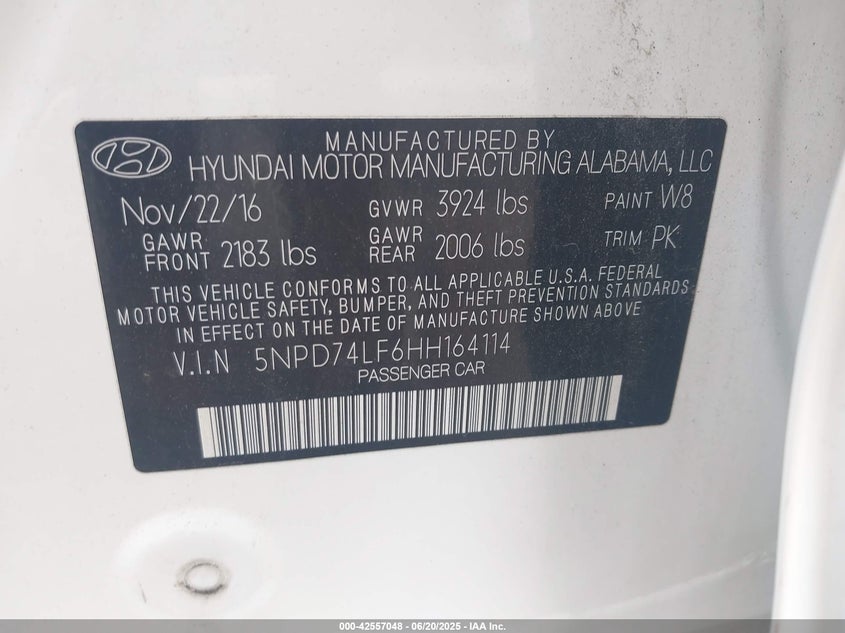 MANUFACTURED BY
HYUNDAI MOTOR MANUFACTURING ALABAMA, LLC
Nov/22/16 GVWR 3924 lbs PAINT W8
GAWR FRONT 2183 lbs GAWR REAR 2006 lbs TRIM PK
THIS VEHICLE CONFORMS TO ALL APPLICABLE U.S.A. FEDERAL
MOTOR VEHICLE SAFETY, BUMPER, AND THEFT PREVENTION STANDARDS
IN EFFECT ON THE DATE OF MANUFACTURE SHOWN ABOVE
V.I.N 5NPD74LF6HH164114
PASSENGER CAR
000-42557048 - 06/20/2025 - IAA Inc.